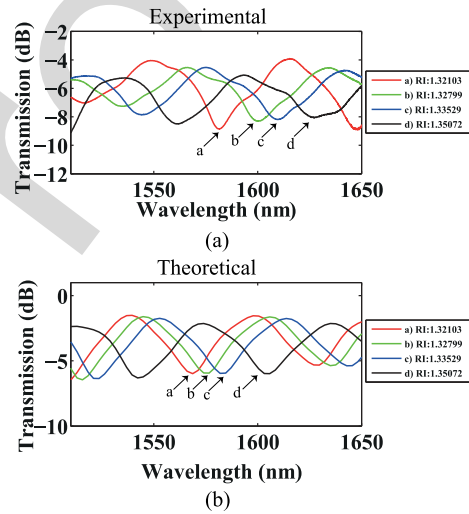 Experimental
Transmission (dB)
−2
−4
−6
−8
−10
−12
−14
a
b
c
d
1550
1600
1650
Wavelength (nm)
a) RI:1.32103
b) RI:1.32799
c) RI:1.33529
d) RI:1.35072
(a)
Theoretical
Transmission (dB)
0
−5
−10
a
b
c
d
1550
1600
1650
Wavelength (nm)
a) RI:1.32103
b) RI:1.32799
c) RI:1.33529
d) RI:1.35072
(b)